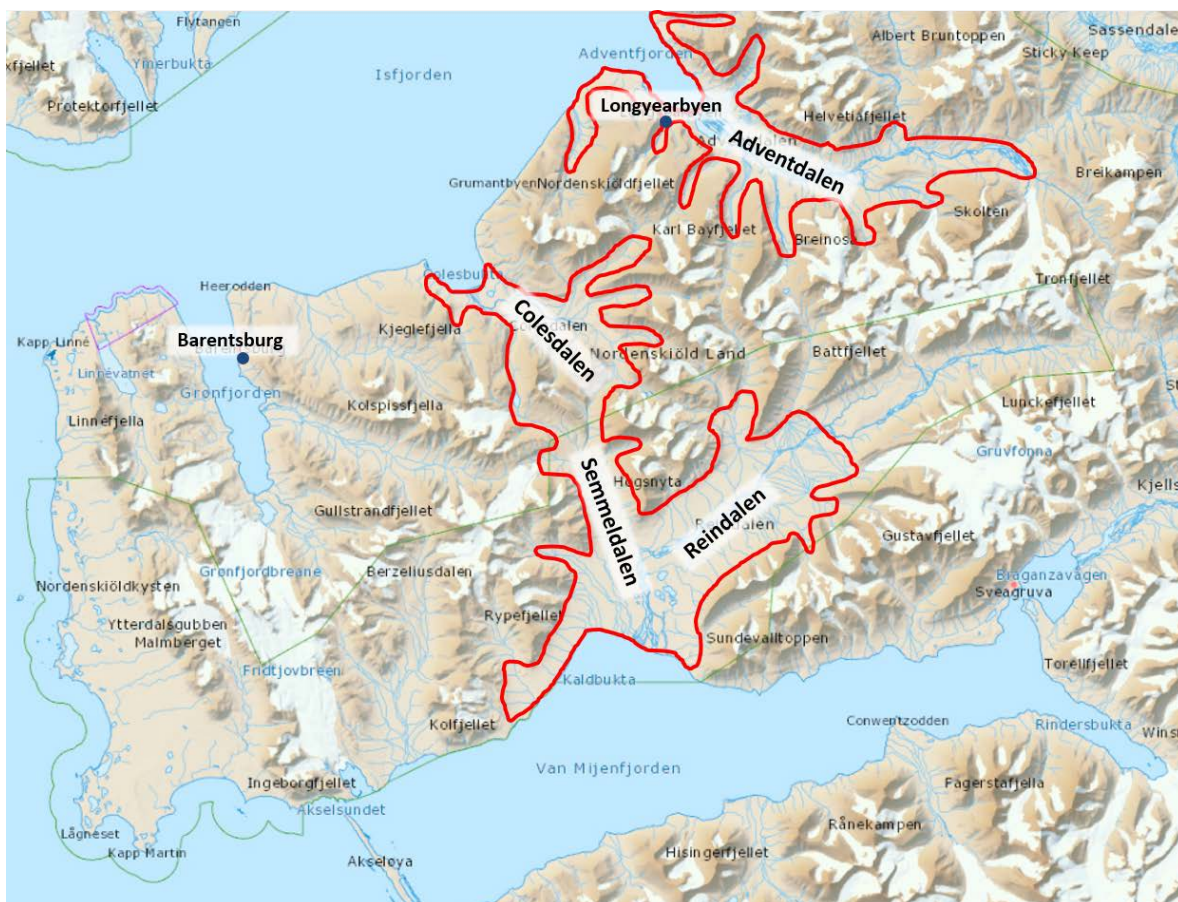 Flytangen
Ymerbukta
Protektorfjellet
Isfjorden
Adventfjorden
Albert Bruntoppen
Sassendale
Sticky Keep
Longyearbyen
Helvetiafjellet
Adventdalen
Breikampen
Grumantbyen
Nordenskiöldfjellet
Skolten
Karl Bayfjellet
Breinosa
Colesbukta
Tronfjellet
Heerodden
Kapp Linné
Barentsburg
Kjeglefjella
Colesdalen
Nordenskiöld Land
Battfjellet
Linnévatnet
Grønfjorden
Linnéfjella
Kolspissfjella
Lunckefjellet
Gruvfonna
Høgsnyta
Semmeldalen
Reindalen
Kjells
Gullstrandfjellet
Gustavfjellet
Grønfjordbreane
Berzeliusdalen
Braganzavågen
Sveagruva
Nordenskiöldkysten
Rypefjellet
Ytterdalsgubben
Malmberget
Sundevalltoppen
Fridtjovbreen
Torellfjellet
Kaldbukta
Kolfjellet
Conwentzodden
Rindersbukta
Van Mijenfjorden
Ingeborgfjellet
Akselsundet
Fagerstafjella
Lågneset
Kapp Martin
Akseløya
Rånekampen
Hisingerfjellet